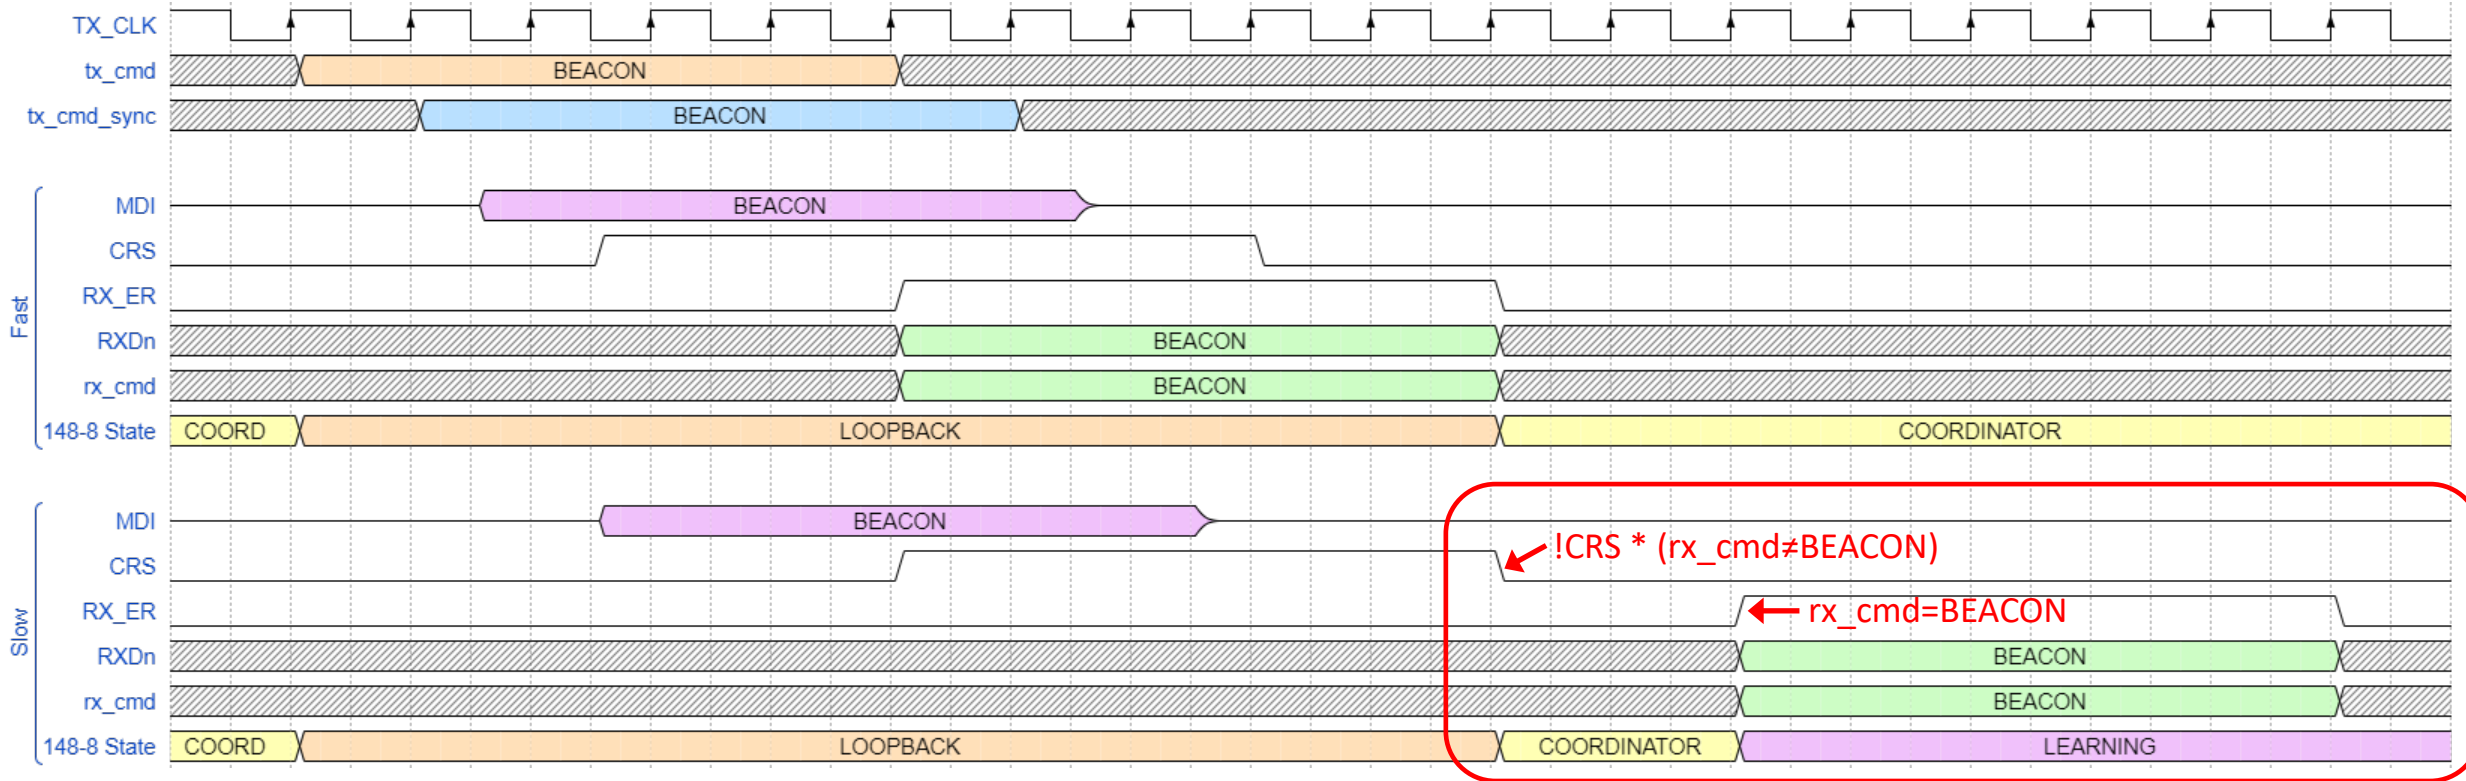 TX_CLK
tx_cmd BEACON
tx_cmd_sync BEACON
Fast
MDI BEACON
CRS
RX_ER
RXDn BEACON
rx_cmd BEACON
148-8 State COORD LOOPBACK COORDINATOR
Slow
MDI BEACON
CRS !CRS * (rx_cmd≠BEACON)
RX_ER rx_cmd=BEACON
RXDn BEACON
rx_cmd BEACON
148-8 State COORD LOOPBACK COORDINATOR LEARNING